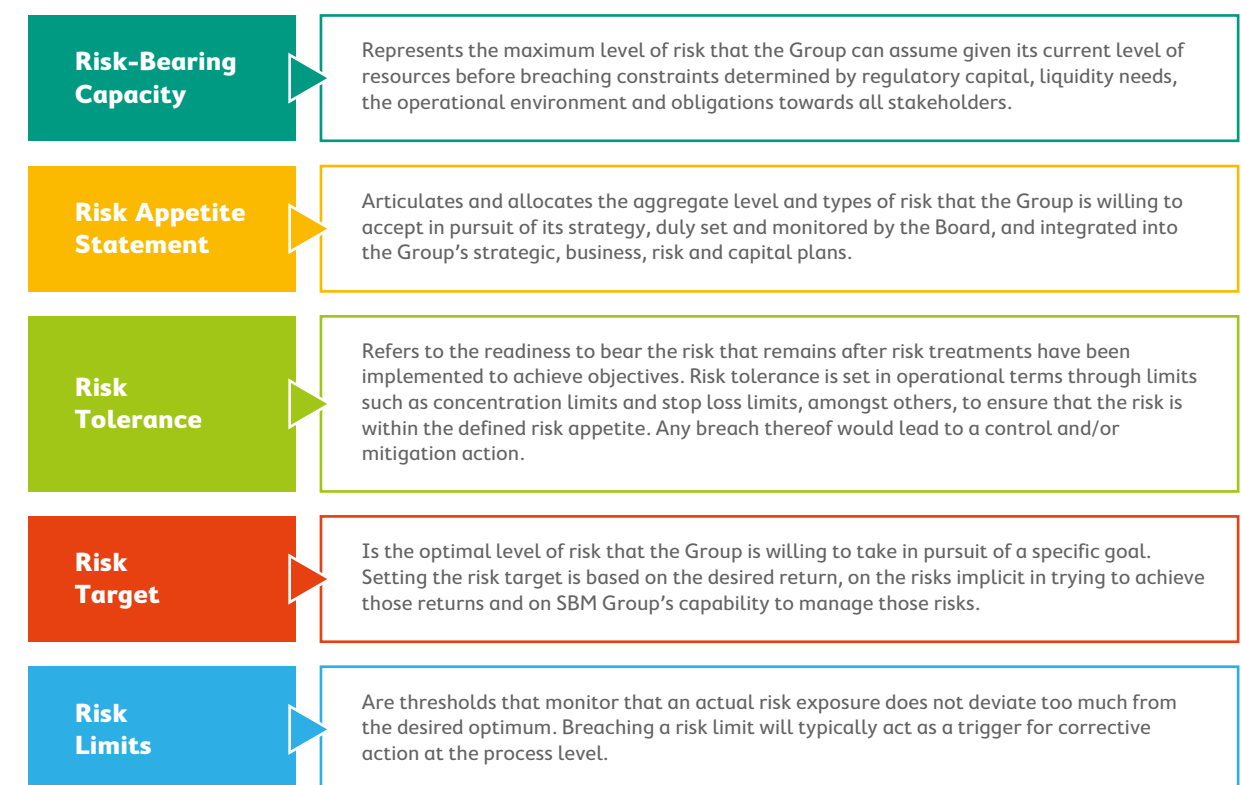 Risk-Bearing
Capacity
Represents the maximum level of risk that the Group can assume given its current level of
resources before breaching constraints determined by regulatory capital, liquidity needs,
the operational environment and obligations towards all stakeholders.
Risk Appetite
Statement
Articulates and allocates the aggregate level and types of risk that the Group is willing to
accept in pursuit of its strategy, duly set and monitored by the Board, and integrated into
the Group’s strategic, business, risk and capital plans.
Risk
Tolerance
Refers to the readiness to bear the risk that remains after risk treatments have been
implemented to achieve objectives. Risk tolerance is set in operational terms through limits
such as concentration limits and stop loss limits, amongst others, to ensure that the risk is
within the defined risk appetite. Any breach thereof would lead to a control and/or
mitigation action.
Risk
Target
Is the optimal level of risk that the Group is willing to take in pursuit of a specific goal.
Setting the risk target is based on the desired return, on the risks implicit in trying to achieve
those returns and on SBM Group’s capability to manage those risks.
Risk
Limits
Are thresholds that monitor that an actual risk exposure does not deviate too much from
the desired optimum. Breaching a risk limit will typically act as a trigger for corrective
action at the process level.